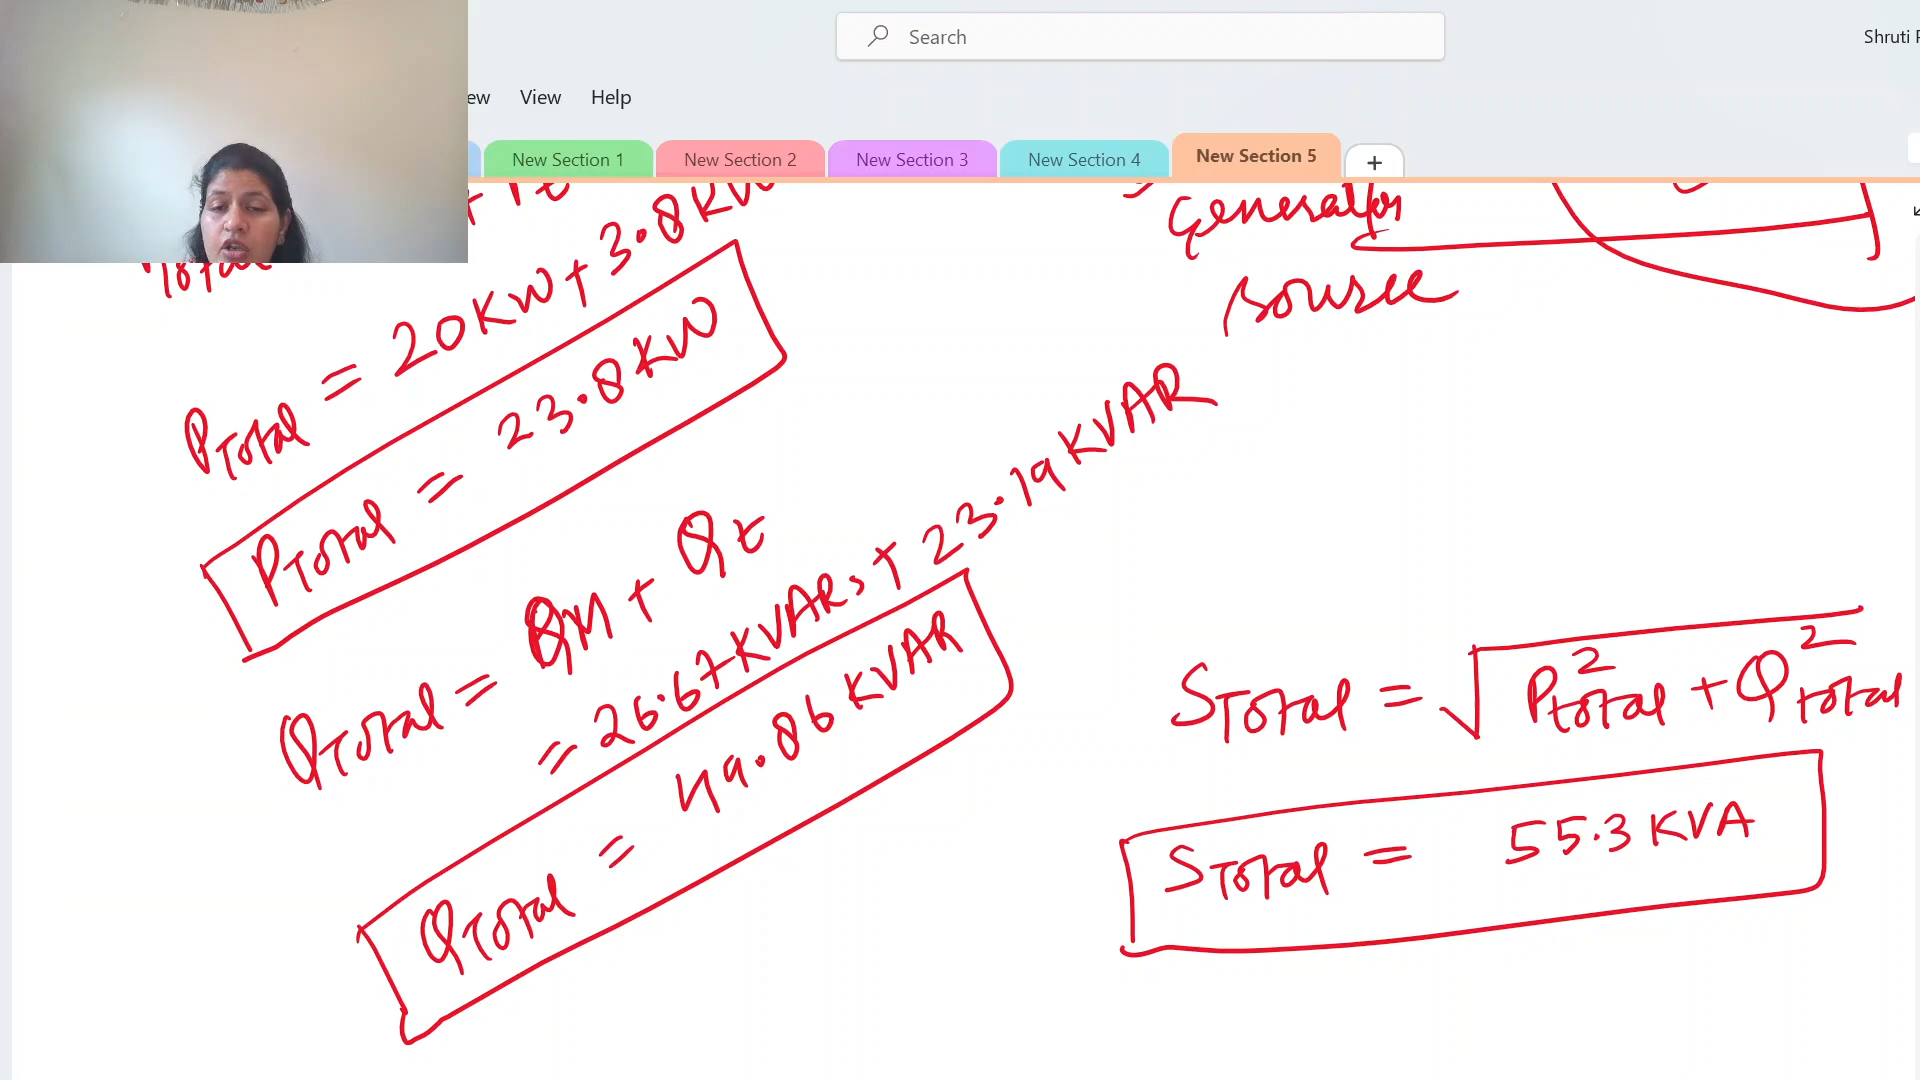 Search
Shruti
View Help
New Section 1 New Section 2 New Section 3 New Section 4 New Section 5 +
Generator
source
PTotal = 20KW + 3.8KW
PTotal = 23.8KW
QTotal = QM + Qt
= 26.67KVARs + 23.19KVAR
QTotal = 49.86KVAR
STotal = √P²total + Q²total
STotal = 55.3KVA